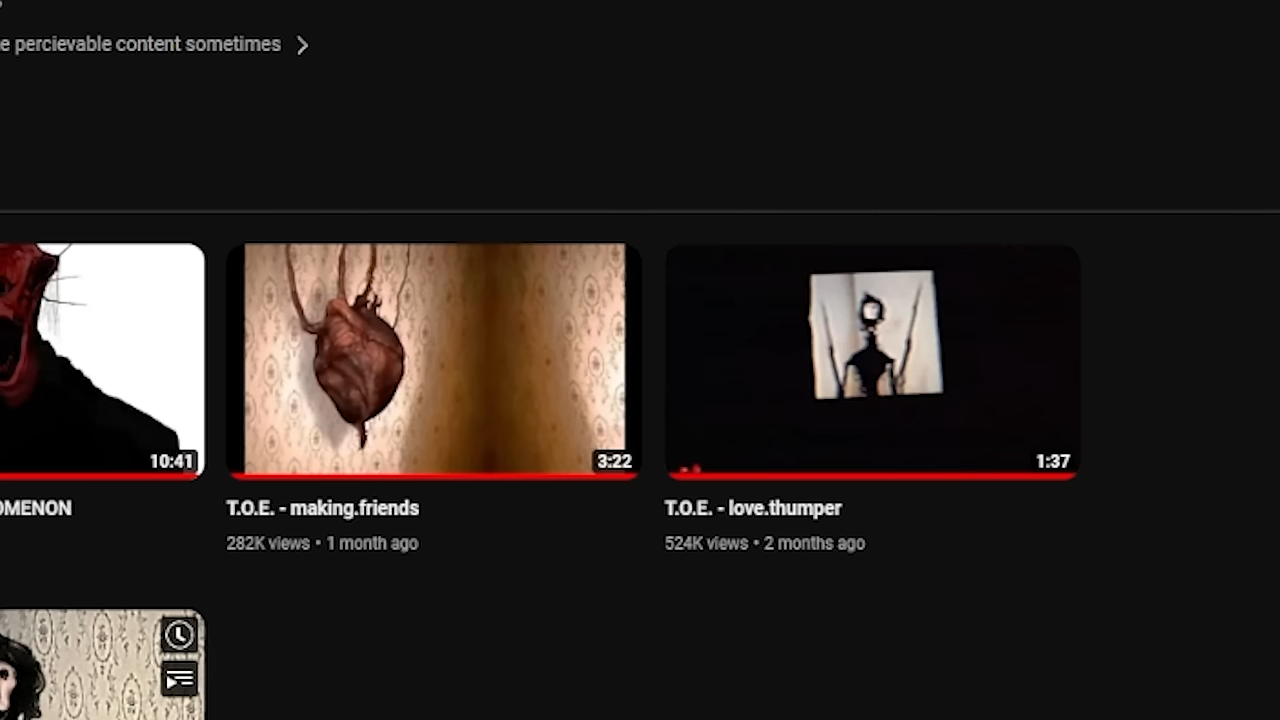 e percievable content sometimes
10:41
3:22
1:37
OMENON
T.O.E. - making.friends
T.O.E. - love.thumper
282K views • 1 month ago
524K views • 2 months ago